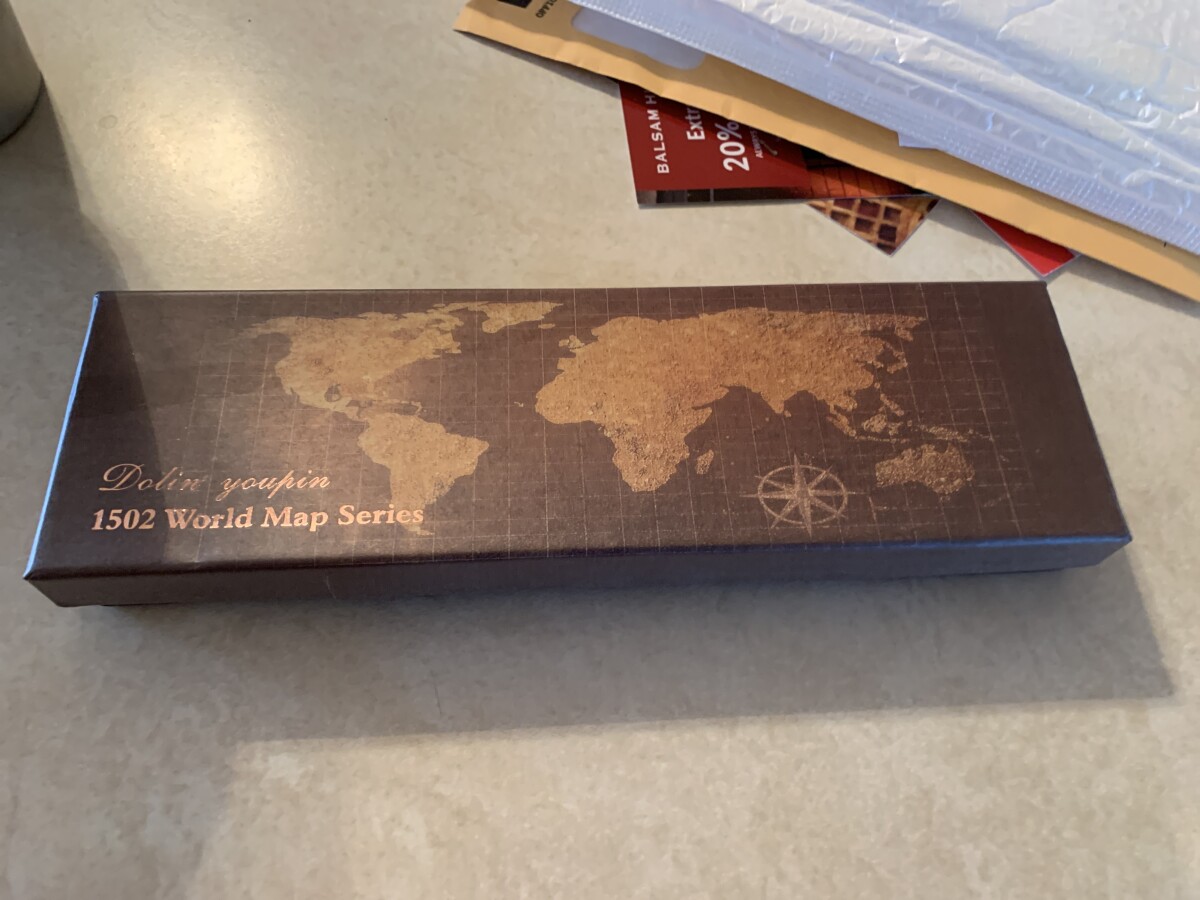 BALSAM H
Extr
20%
Dolin youpin
1502 World Map Series